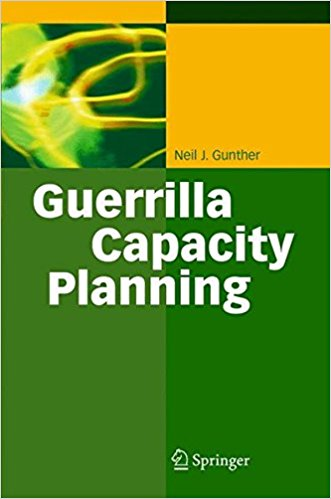 Neil J. Gunther
Guerrilla
Capacity
Planning
Springer